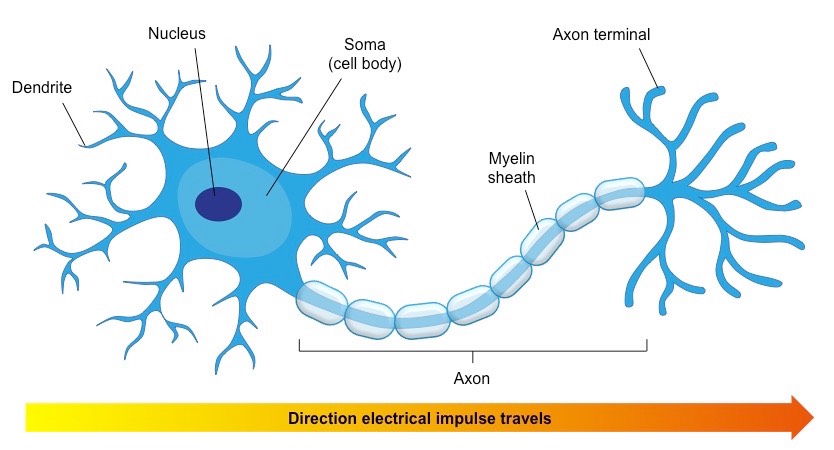 Nucleus
Soma
(cell body)
Axon terminal
Dendrite
Myelin
sheath
Axon
Direction electrical impulse travels